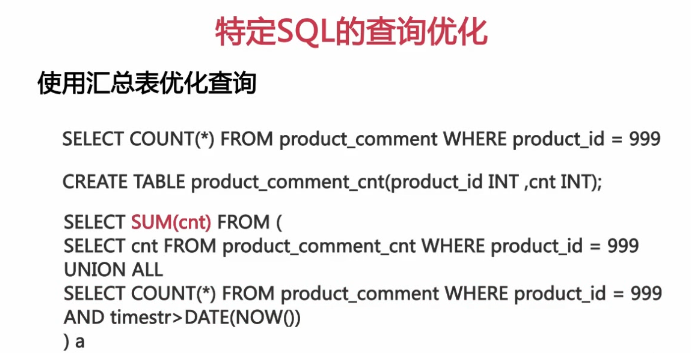 特定SQL的查询优化
使用汇总表优化查询
SELECT COUNT(*) FROM product_comment WHERE product_id = 999
CREATE TABLE product_comment_cnt(product_id INT ,cnt INT);
SELECT SUM(cnt) FROM (
SELECT cnt FROM product_comment_cnt WHERE product_id = 999
UNION ALL
SELECT COUNT(*) FROM product_comment WHERE product_id = 999
AND timestr>DATE(NOW())
) a